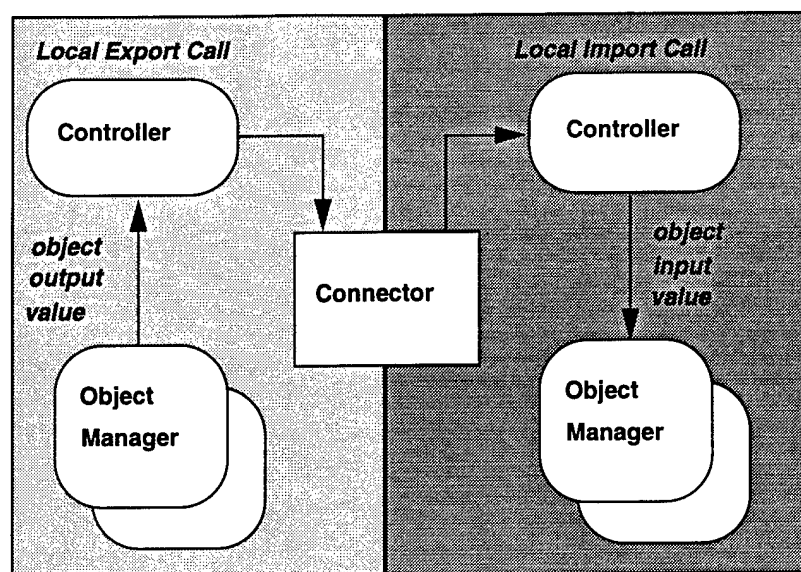 Local Export Call
Controller
object
output
value
Object
Manager
Connector
Local Import Call
Controller
object
input
value
Object
Manager